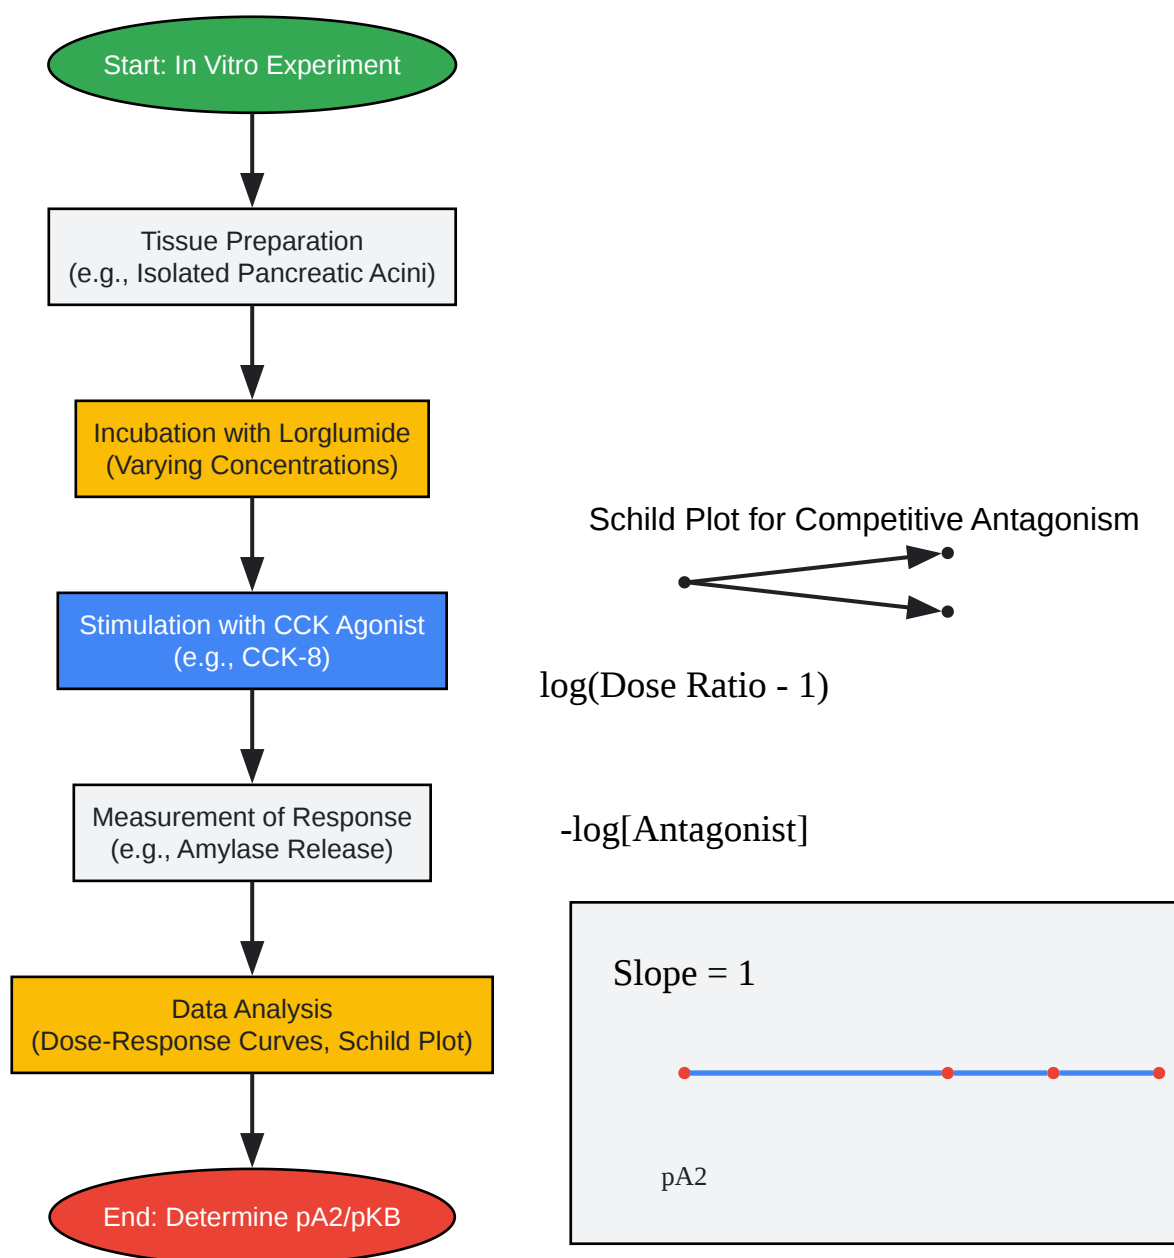 Start: In Vitro Experiment
Tissue Preparation
(e.g., Isolated Pancreatic Acini)
Incubation with Lorglumide
(Varying Concentrations)
Stimulation with CCK Agonist
(e.g., CCK-8)
Measurement of Response
(e.g., Amylase Release)
Data Analysis
(Dose-Response Curves, Schild Plot)
End: Determine pA2/pKB
Schild Plot for Competitive Antagonism
log(Dose Ratio - 1)
-log[Antagonist]
Slope = 1
pA2